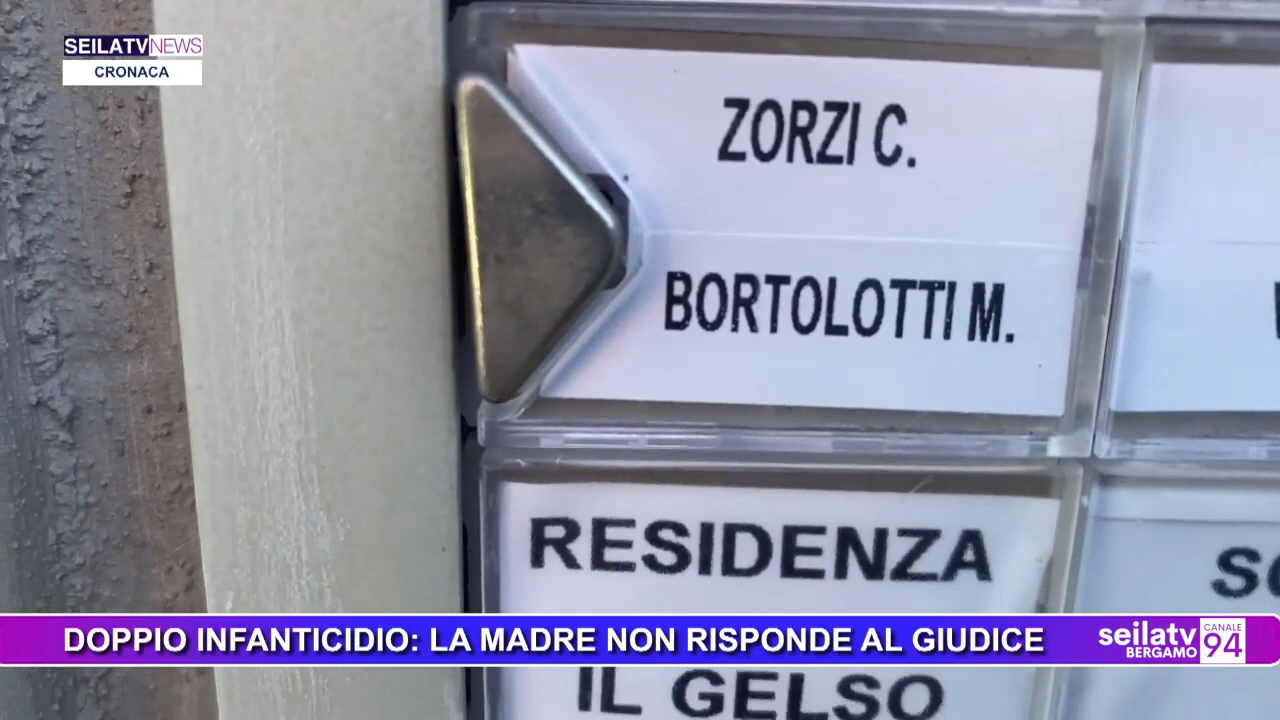 SEILATVNEWS
CRONACA
ZORZI C.
BORTOLOTTI M.
RESIDENZA
IL GELSO
DOPPIO INFANTICIDIO: LA MADRE NON RISPONDE AL GIUDICE
seilatv
BERGAMO
CANALE
94